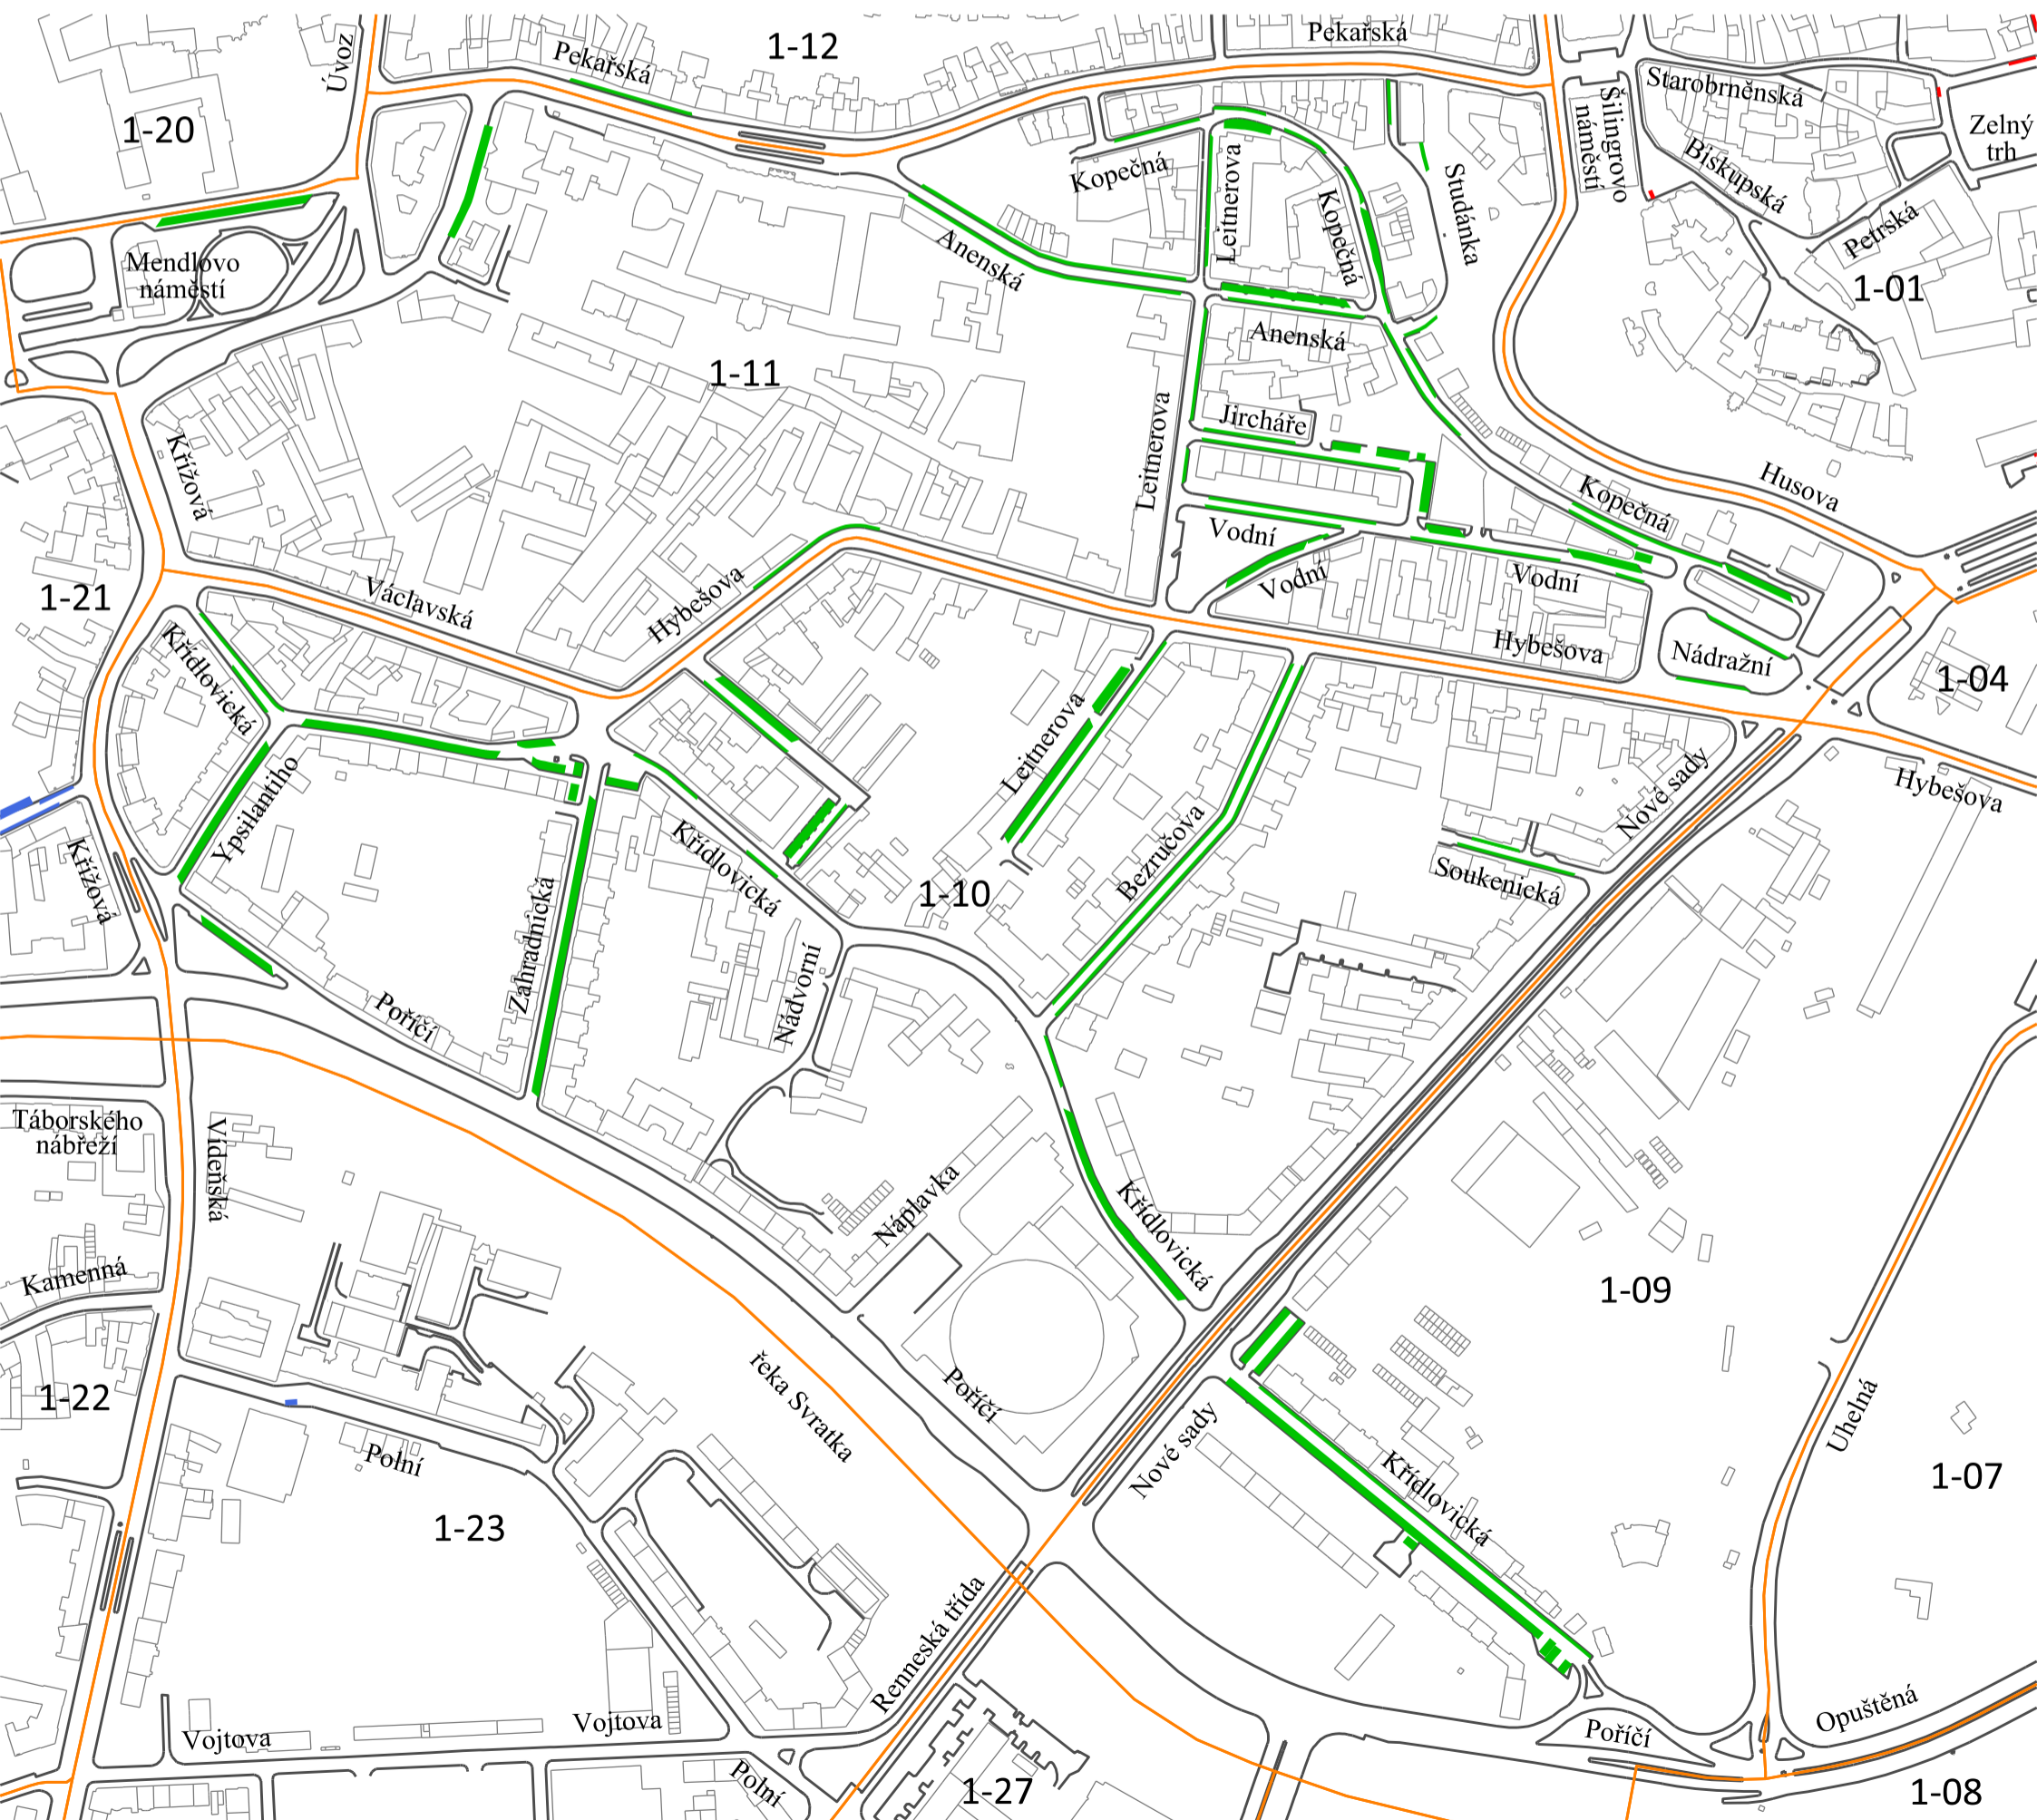 1-12
Pekařská
Pekařská
Úvoz
Starobrněnská
Šilingrovo
náměstí
Zelný
trh
1-20
Biskupská
Kopečná
Leitnerova
Studánka
Kopečná
Petrská
Mendlovo
náměstí
Anenská
1-01
Anenská
1-11
Jircháře
Leitnerova
Křížová
Husova
Kopečná
Vodní
Vodní
Vodní
1-21
Václavská
Hybešova
Hybešova
Nádražní
1-04
Křídlovická
Leitnerova
Nové sady
Hybešova
Ypsilantiho
Křídlovická
Bezručova
Soukenická
Křížová
1-10
Zahradnická
Nádvorní
Poříčí
Táborského
nábřeží
Vídeňská
Náplavka
Křídlovická
Kamenná
1-09
1-22
řeka Svratka
Poříčí
Nové sady
Uhelná
Polní
Křídlovická
1-07
1-23
Renneská třída
Vojtova
Vojtova
Opuštěná
Poříčí
Polní
1-27
1-08